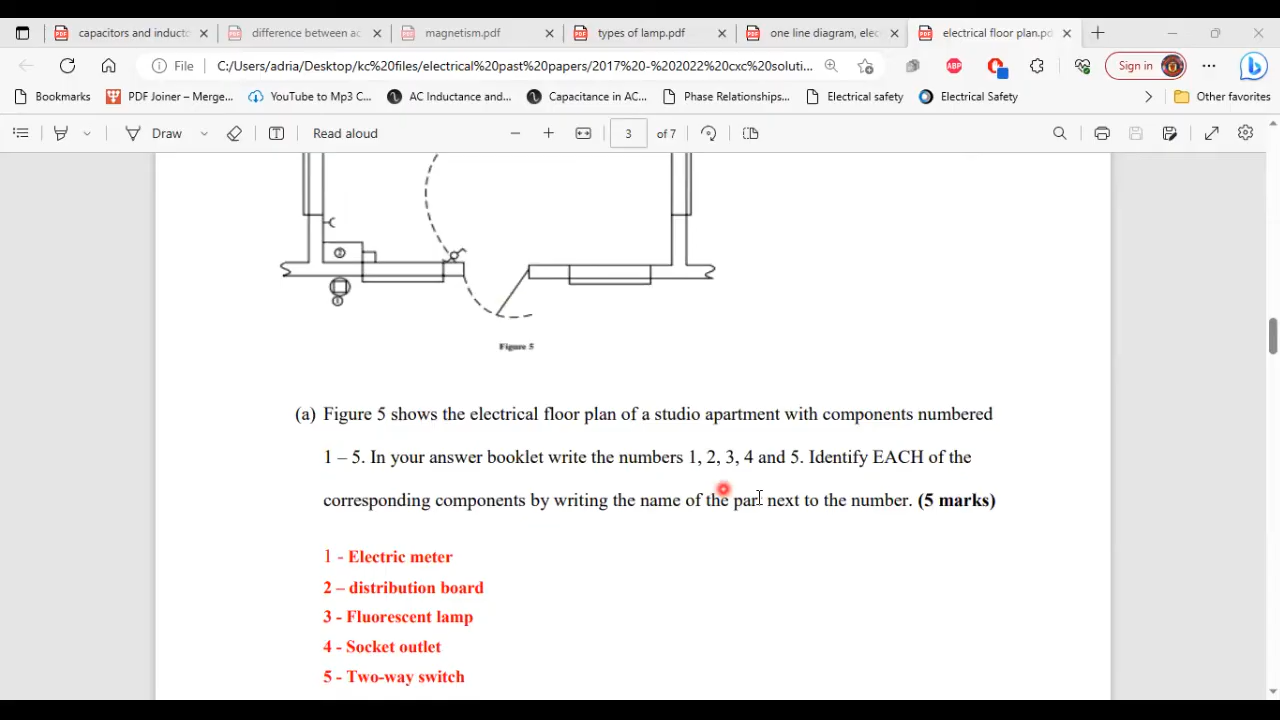 capacitors and inducto
difference between ac
magnetism.pdf
types of lamp.pdf
one line diagram, elec
electrical floor plan.pd
File
C:/Users/adria/Desktop/kc%20files/electrical%20past%20papers/2017%20-%202022%20cxc%20soluti...
ABP
Sign in
Bookmarks
PDF Joiner – Merge...
YouTube to Mp3 C...
AC Inductance and...
Capacitance in AC...
Phase Relationships...
Electrical safety
Electrical Safety
Other favorites
Draw
Read aloud
3 of 7
Figure 5
(a) Figure 5 shows the electrical floor plan of a studio apartment with components numbered
1 – 5. In your answer booklet write the numbers 1, 2, 3, 4 and 5. Identify EACH of the
corresponding components by writing the name of the part next to the number. (5 marks)
1 - Electric meter
2 – distribution board
3 - Fluorescent lamp
4 - Socket outlet
5 - Two-way switch